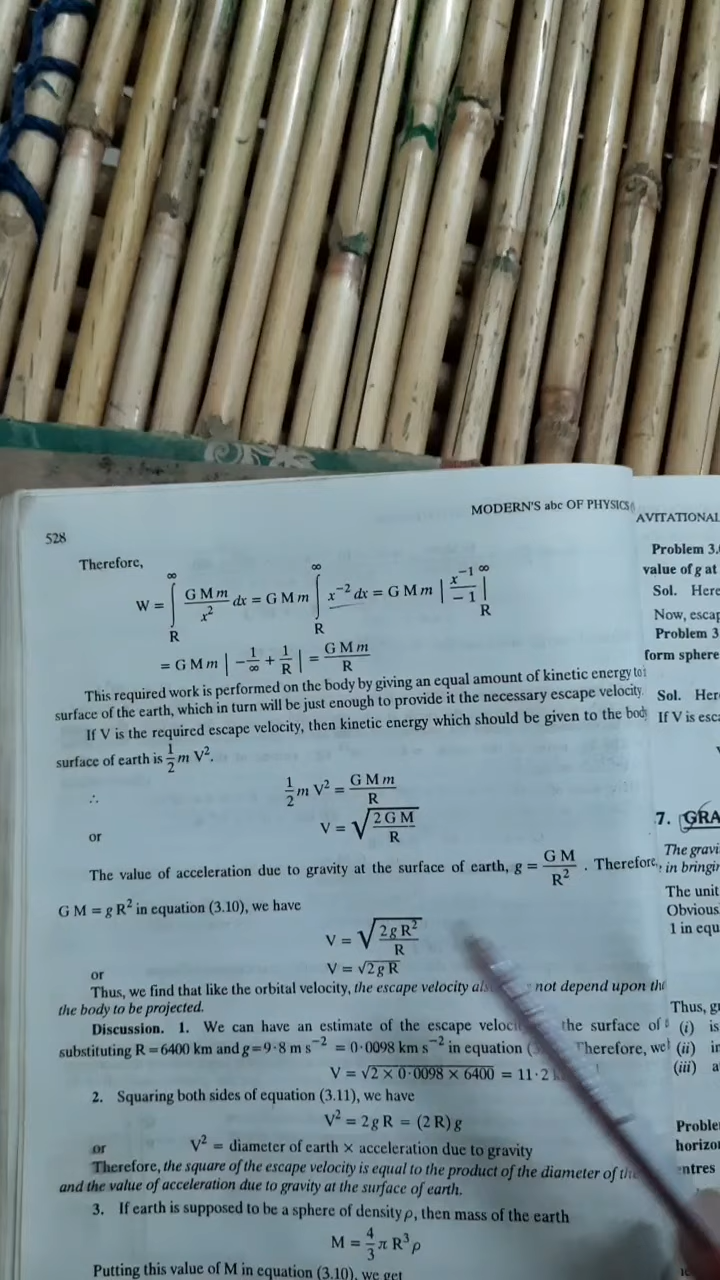 528
MODERN'S abc OF PHYSICS
Therefore,
W = ∫_R^∞ G M m / x² dx = G M m ∫_R^∞ x⁻² dx = G M m | x⁻¹ / −1 |_R^∞
= G M m | − 1/∞ + 1/R | = G M m / R
This required work is performed on the body by giving an equal amount of kinetic energy
surface of the earth, which in turn will be just enough to provide it the necessary escape velocity.
If V is the required escape velocity, then kinetic energy which should be given to the body
surface of earth is 1/2 m V².
∴ 1/2 m V² = G M m / R
or V = √(2 G M / R)
The value of acceleration due to gravity at the surface of earth, g = G M / R² . Therefore,
G M = g R² in equation (3.10), we have
V = √(2 g R² / R)
or V = √2 g R
Thus, we find that like the orbital velocity, the escape velocity not depend upon
the body to be projected.
Discussion. 1. We can have an estimate of the escape the surface of
substituting R = 6400 km and g = 9·8 m s⁻² = 0·0098 km s⁻² in equation Therefore, we
V = √2 × 0·0098 × 6400 = 11·2
2. Squaring both sides of equation (3.11), we have
V² = 2 g R = (2 R) g
or V² = diameter of earth × acceleration due to gravity
Therefore, the square of the escape velocity is equal to the product of the diameter of
and the value of acceleration due to gravity at the surface of earth.
3. If earth is supposed to be a sphere of density ρ, then mass of the earth
M = 4/3 π R³ ρ
Putting this value of M in equation (3.10), we get
AVITATIONAL
Problem 3.
value of g at
Sol. Here
Now, escap
Problem 3
form sphere
Sol.
If V is esc
7. GRA
The gravi
in bringin
The unit
Obvious
1 in equ
Thus, g
(i) is
(ii) in
(iii) a
Proble
horizo
entres